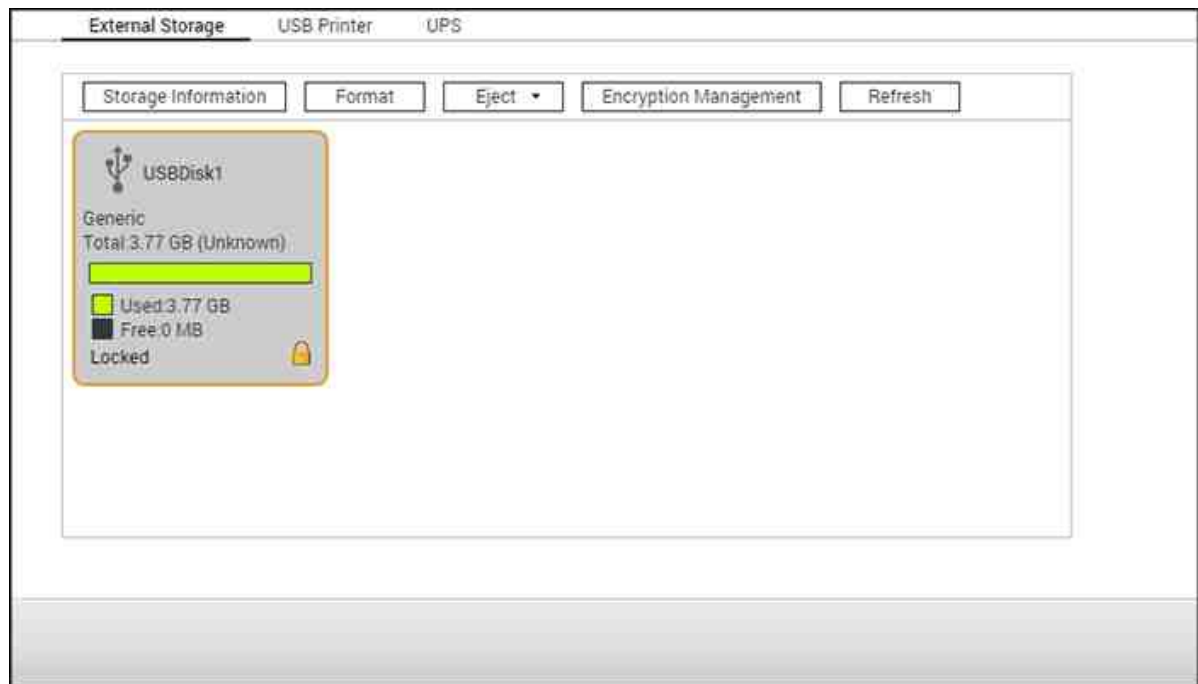 External Storage USB Printer UPS
Storage Information Format Eject Encryption Management Refresh
USBDisk1
Generic
Total:3.77 GB (Unknown)
Used:3.77 GB
Free:0 MB
Locked